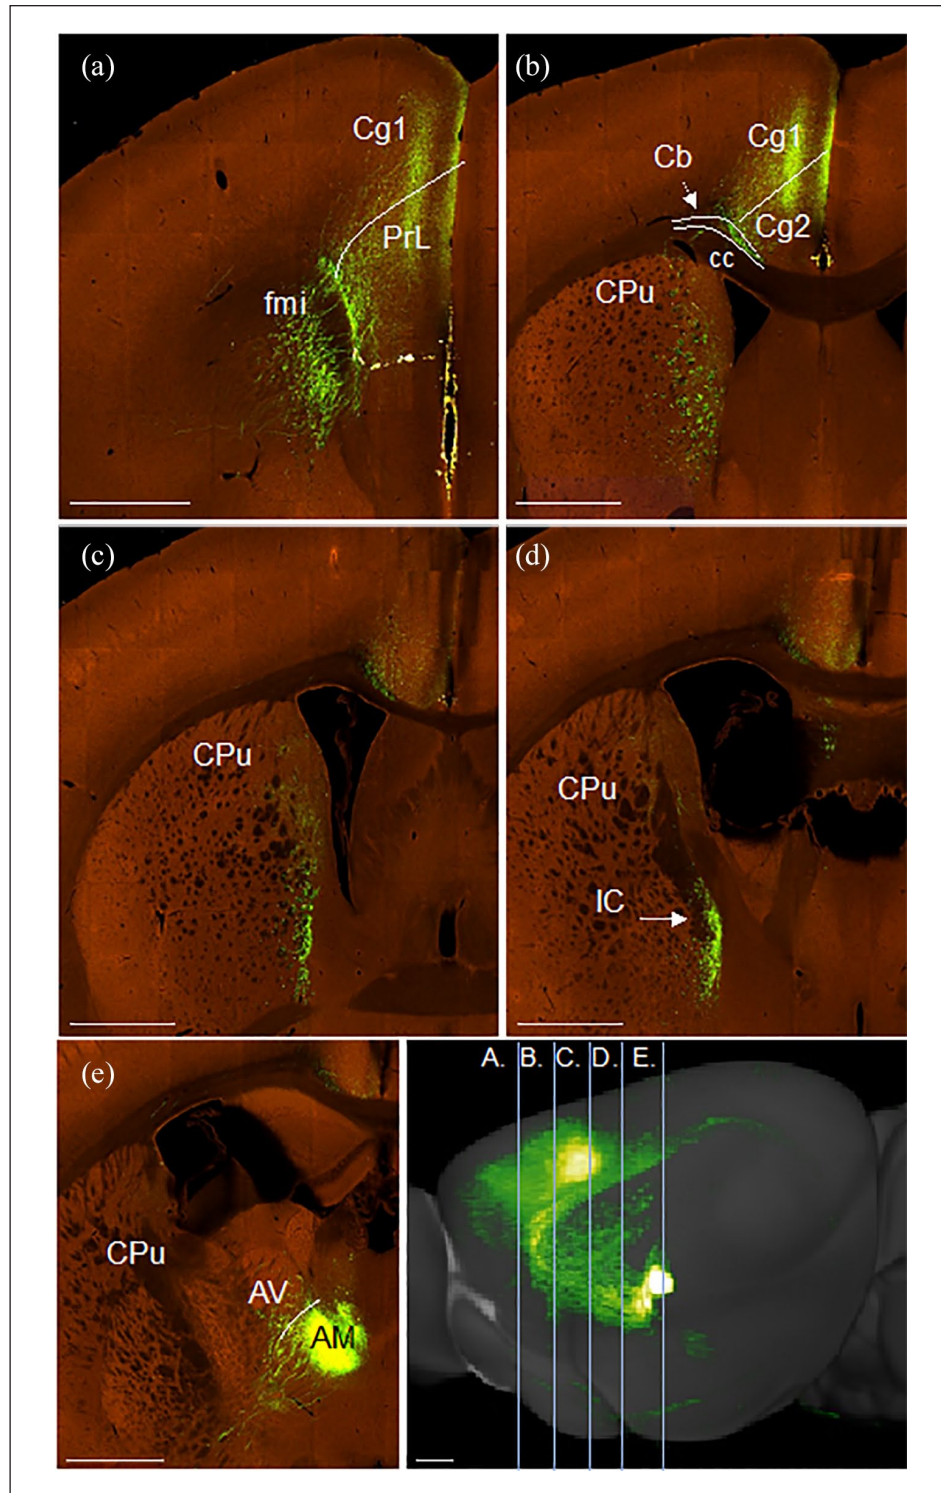 (a)
Cg1
PrL
fmi
(b)
Cb
Cg1
Cg2
cc
CPu
(c)
CPu
(d)
CPu
IC
(e)
CPu
AV
AM
A. B. C. D. E.